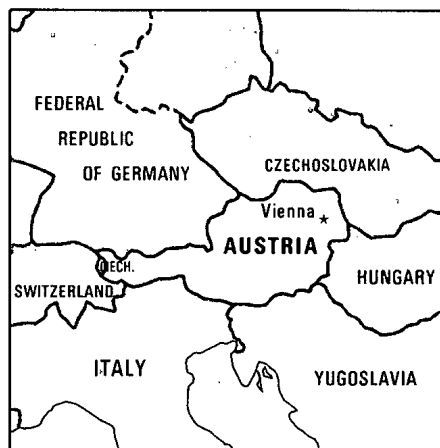 FEDERAL
REPUBLIC
OF GERMANY
CZECHOSLOVAKIA
Vienna
AUSTRIA
LIECH.
SWITZERLAND
HUNGARY
ITALY
YUGOSLAVIA